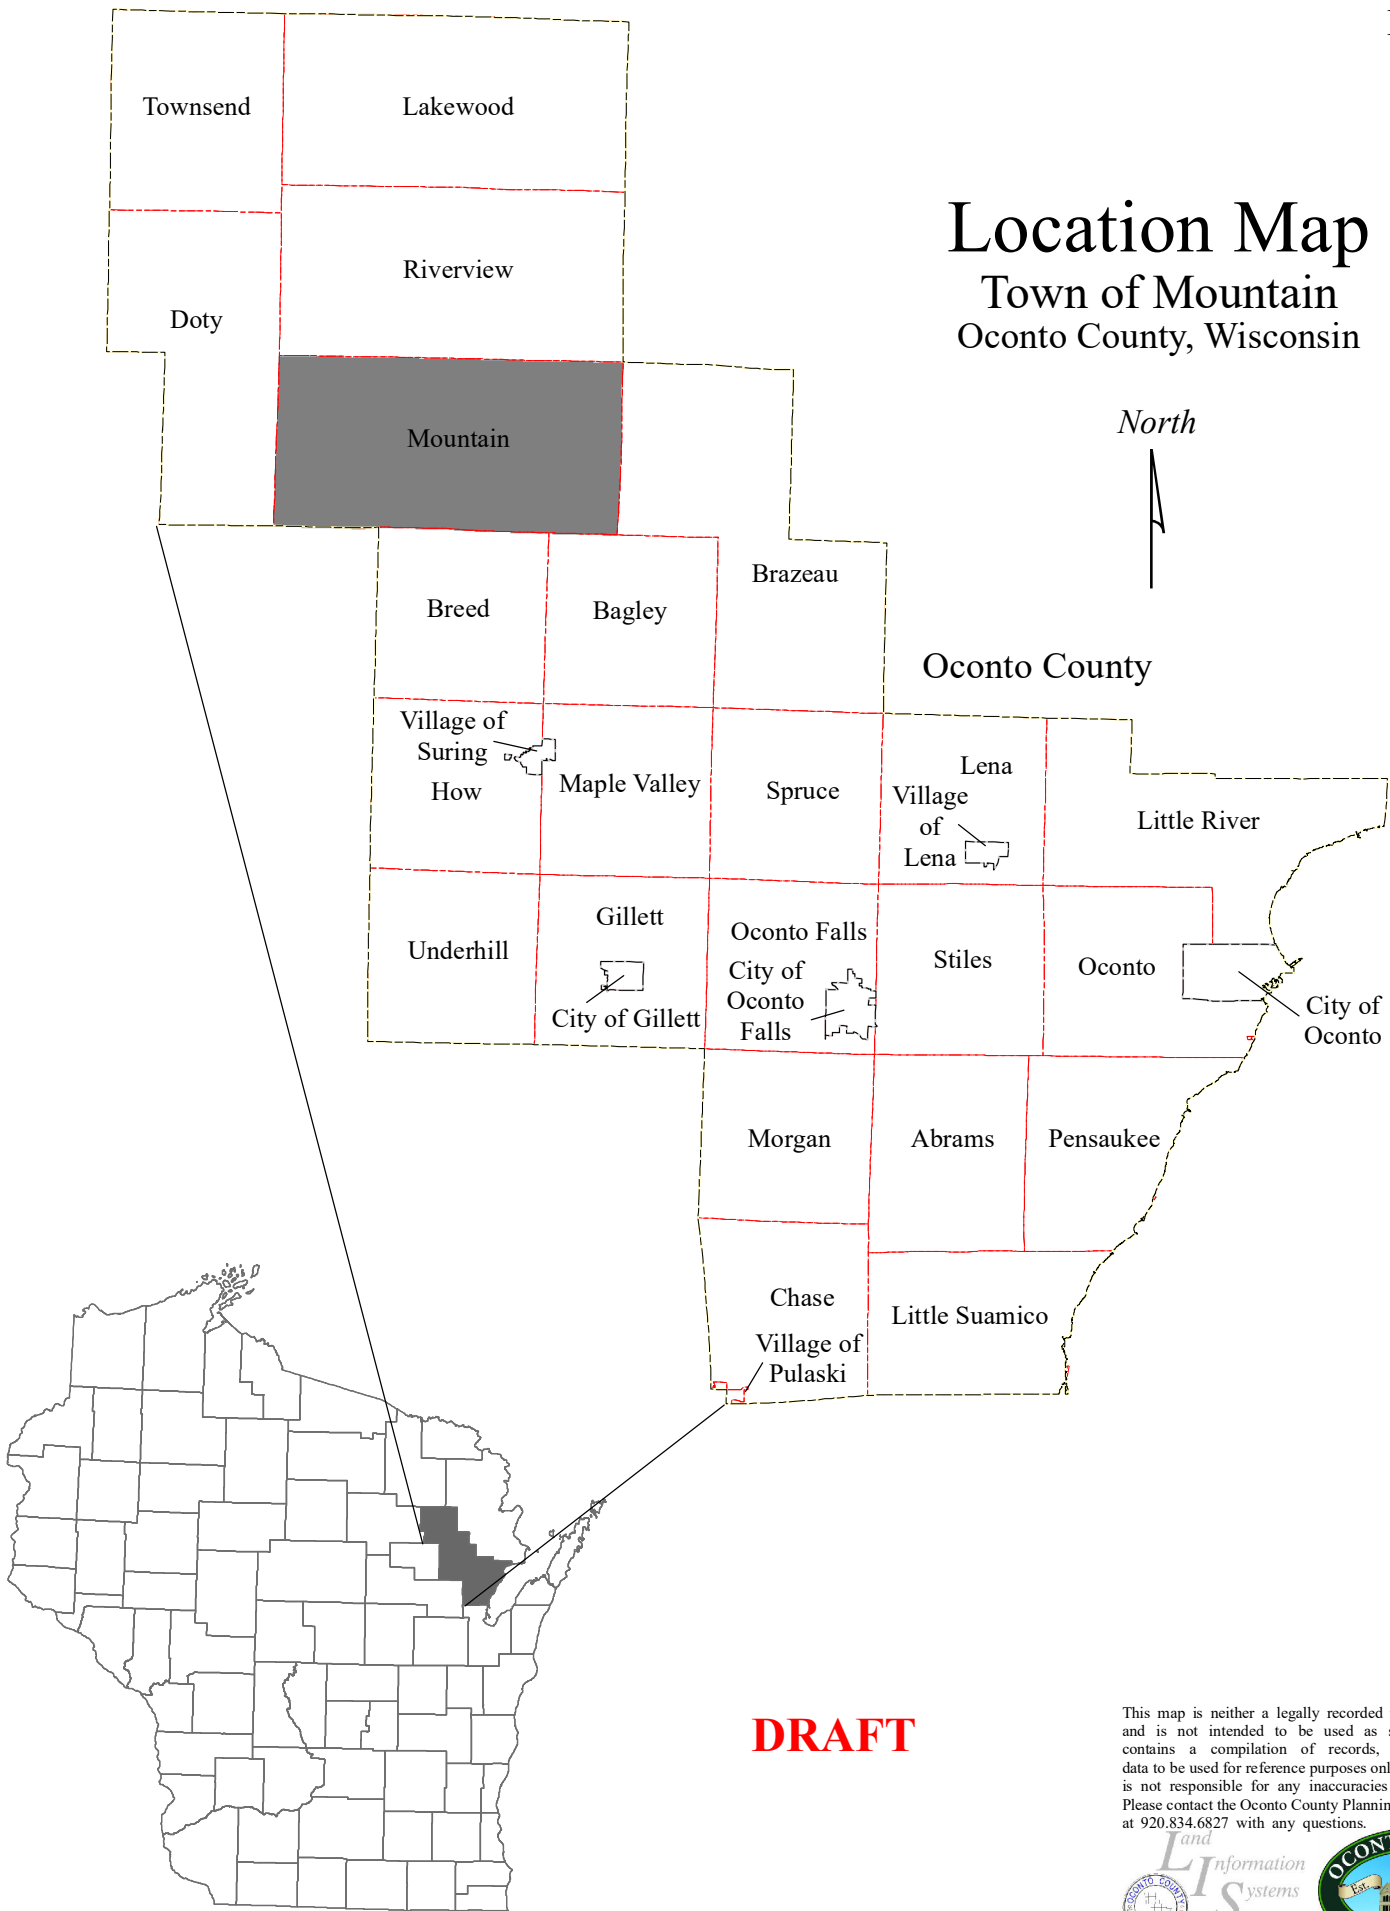 Location Map
Town of Mountain
Oconto County, Wisconsin
North
Townsend
Lakewood
Riverview
Doty
Mountain
Brazeau
Breed
Bagley
Oconto County
Village of
Suring
How
Maple Valley
Spruce
Lena
Village
of
Lena
Little River
Underhill
Gillett
City of Gillett
Oconto Falls
City of
Oconto
Falls
Stiles
Oconto
City of
Oconto
Morgan
Abrams
Pensaukee
Chase
Village of
Pulaski
Little Suamico
DRAFT
This map is neither a legally recorded
and is not intended to be used as
contains a compilation of records,
data to be used for reference purposes
is not responsible for any inaccuracies
Please contact the Oconto County
at 920.834.6827 with any questions.
Land
Information
Systems
OCONTO COUNTY
Est.